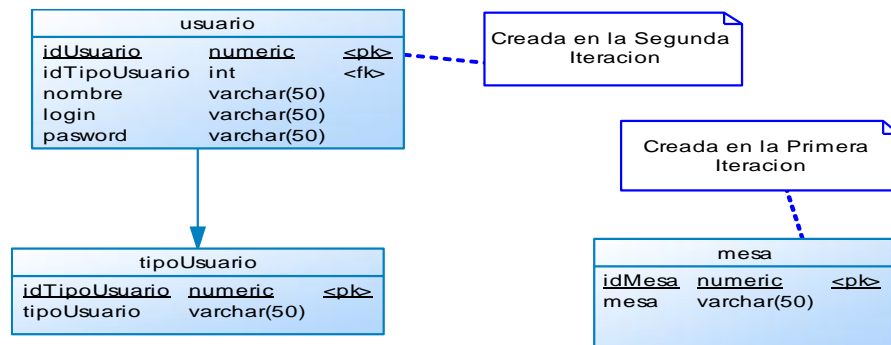 usuario
idUsuario numeric <pk>
idTipoUsuario int <fk>
nombre varchar(50)
login varchar(50)
pasword varchar(50)
Creada en la Segunda
Iteracion
Creada en la Primera
Iteracion
tipoUsuario
idTipoUsuario numeric <pk>
tipoUsuario varchar(50)
mesa
idMesa numeric <pk>
mesa varchar(50)